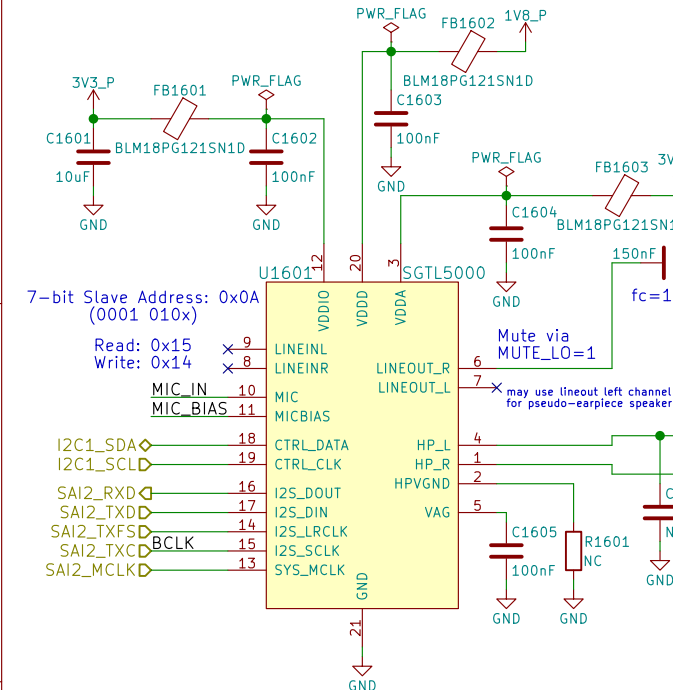 PWR_FLAG
FB1602
1V8_P
BLM18PG121SN1D
C1603
100nF
GND
3V3_P
FB1601
PWR_FLAG
C1601
BLM18PG121SN1D
C1602
10uF
100nF
GND
GND
PWR_FLAG
FB1603
3V
C1604
BLM18PG121SN1
100nF
150nF
GND
fc=1
U1601
SGTL5000
12
20
3
VDDIO
VDDD
VDDA
7-bit Slave Address: 0x0A
(0001 010x)
Read: 0x15
Write: 0x14
Mute via
MUTE_LO=1
9
LINEINL
8
LINEINR
LINEOUT_R
6
LINEOUT_L
7
may use lineout left channel
for pseudo-earpiece speaker
MIC_IN
10
MIC
MIC_BIAS
11
MICBIAS
I2C1_SDA
18
CTRL_DATA
HP_L
4
I2C1_SCL
19
CTRL_CLK
HP_R
1
HPVGND
2
SAI2_RXD
16
I2S_DOUT
SAI2_TXD
17
I2S_DIN
VAG
5
SAI2_TXFS
14
I2S_LRCLK
SAI2_TXC
BCLK
15
I2S_SCLK
SAI2_MCLK
13
SYS_MCLK
C1605
100nF
GND
R1601
NC
GND
C
N
GND
GND
21
GND